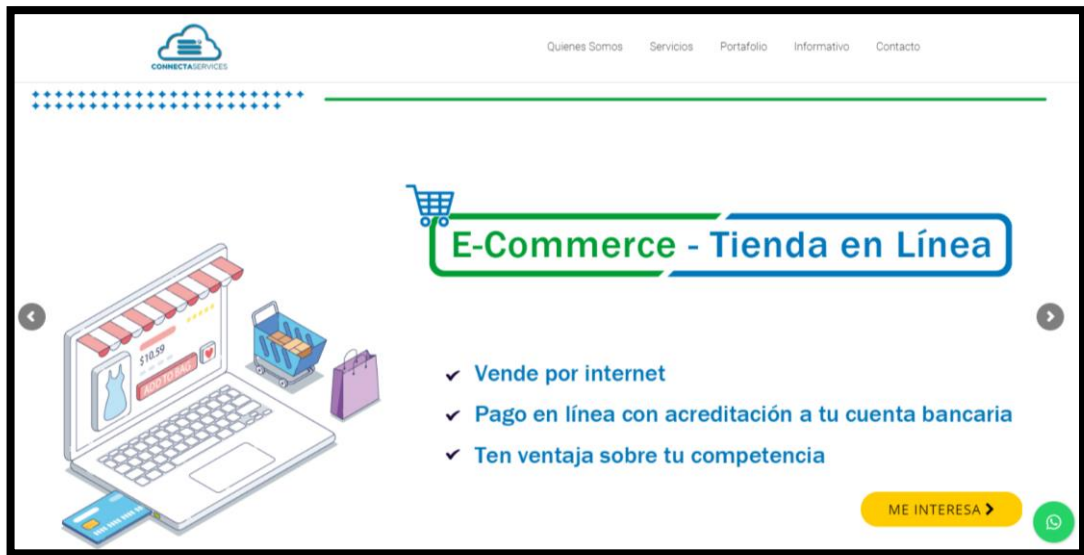 CONNECTASERVICES
Quienes Somos Servicios Portafolio Informativo Contacto
E-Commerce - Tienda en Línea
$10.59
ADD TO BAG
Vende por internet
Pago en línea con acreditación a tu cuenta bancaria
Ten ventaja sobre tu competencia
ME INTERESA